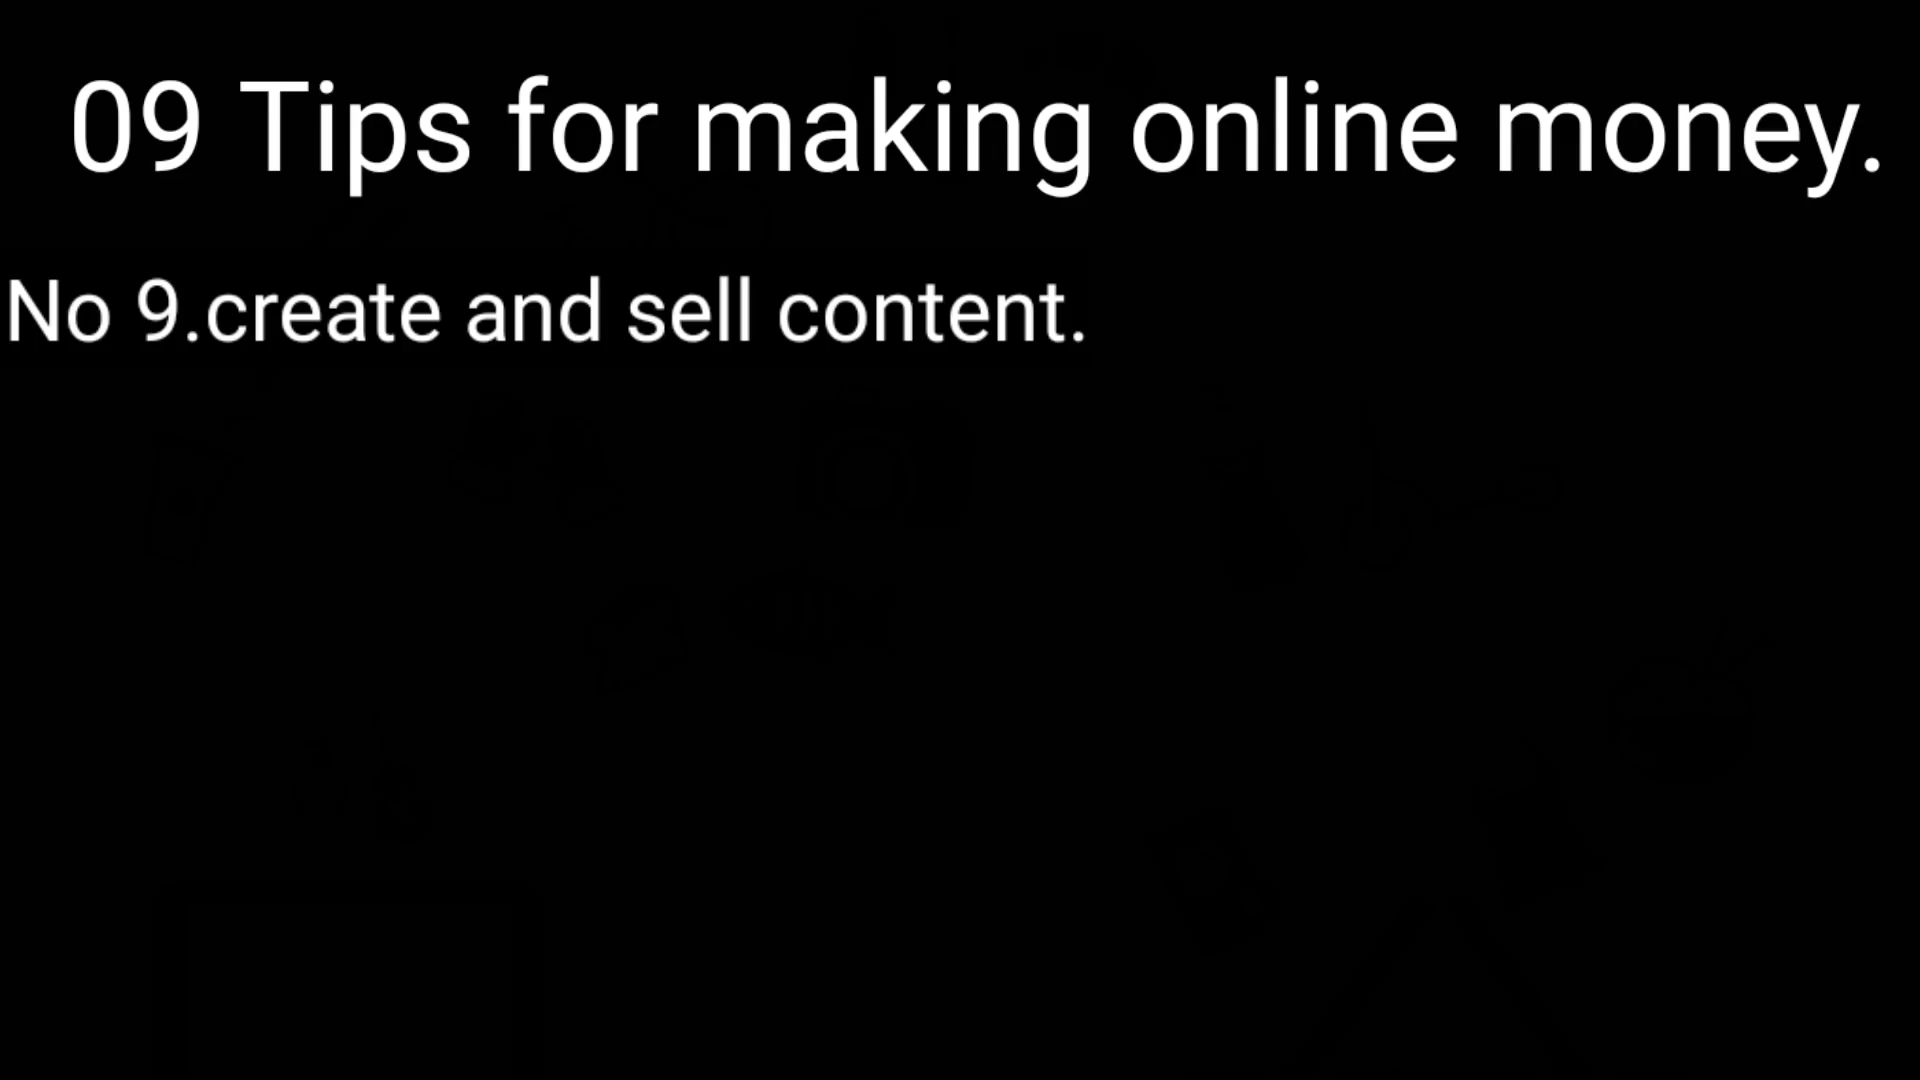 09 Tips for making online money.
No 9.create and sell content.